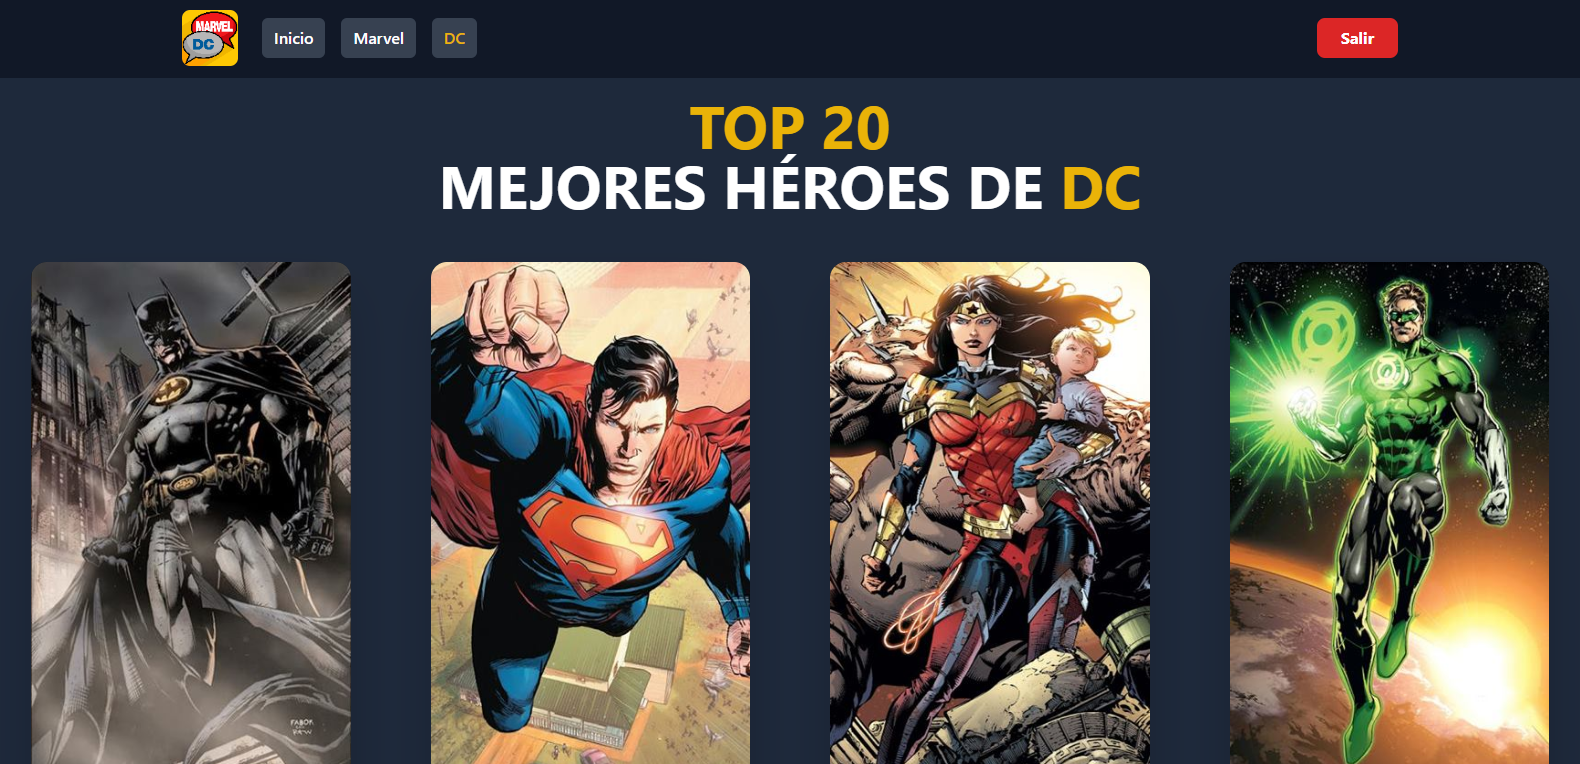 MARVEL
DC
Inicio
Marvel
DC
Salir
TOP 20
MEJORES HÉROES DE DC